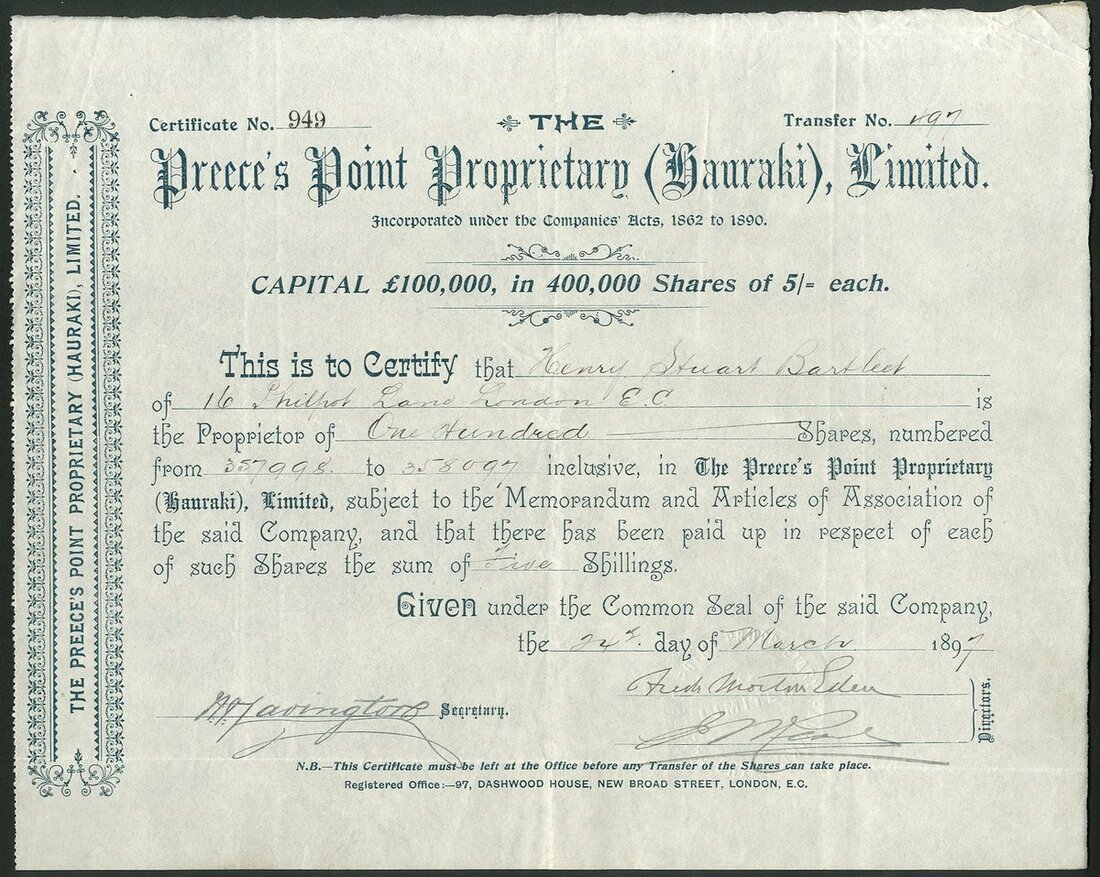 Certificate No. 949
THE
Transfer No. 497
Preece's Point Proprietary (Hauraki), Limited.
Incorporated under the Companies' Acts, 1862 to 1890.
CAPITAL £100,000, in 400,000 Shares of 5/= each.
This is to Certify that Henry Stuart Bartleet
of 16 Philpot Lane London E.C. is
the Proprietor of One Hundred Shares, numbered
from 357998 to 358097 inclusive, in The Preece's Point Proprietary
(Hauraki), Limited, subject to the Memorandum and Articles of Association of
the said Company, and that there has been paid up in respect of each
of such Shares the sum of Five Shillings.
Given under the Common Seal of the said Company,
the 24th day of March 1897
Fredk Morton Eden
Secretary.
Directors.
N.B.—This Certificate must be left at the Office before any Transfer of the Shares can take place.
Registered Office:—97, DASHWOOD HOUSE, NEW BROAD STREET, LONDON, E.C.
THE PREECE'S POINT PROPRIETARY (HAURAKI), LIMITED.